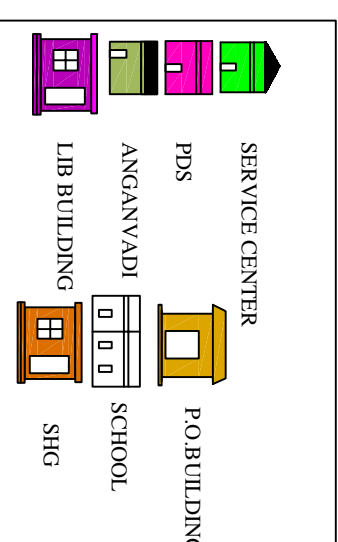 SERVICE CENTER
PDS
ANGANVADI
LIB BUILDING
P.O.BUILDING
SCHOOL
SHG